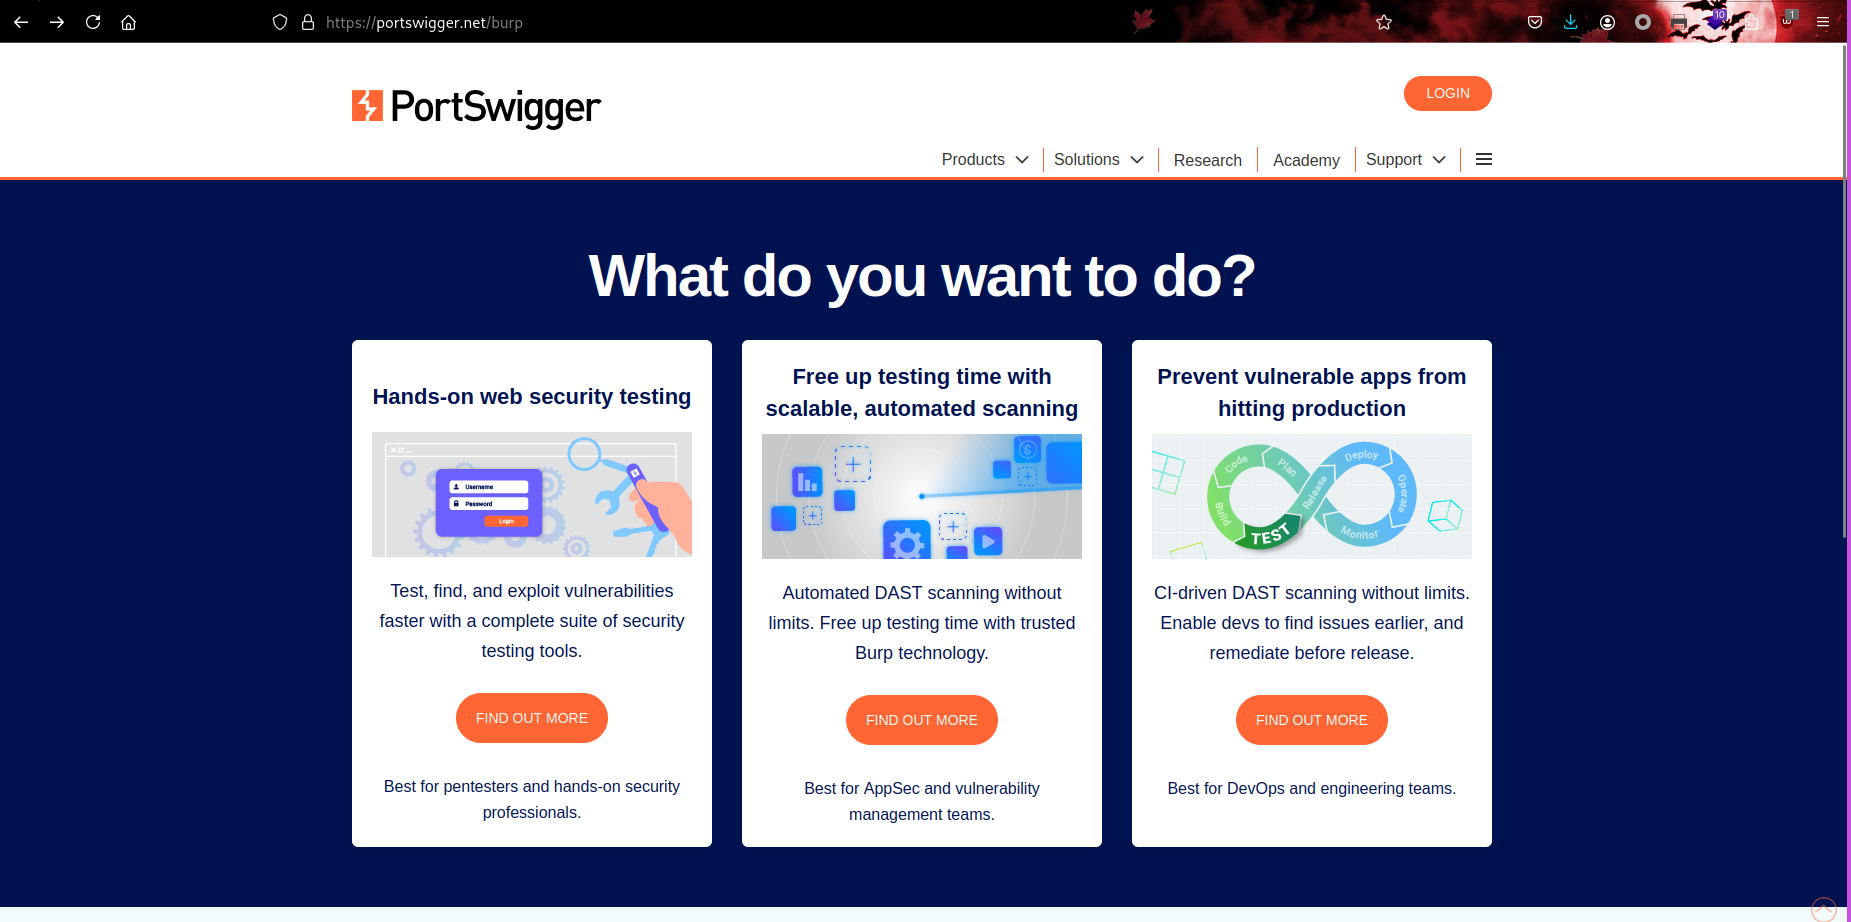 https://portswigger.net/burp
10
1
PortSwigger
LOGIN
Products
Solutions
Research
Academy
Support
What do you want to do?
Hands-on web security testing
Username
Password
Login
Test, find, and exploit vulnerabilities
faster with a complete suite of security
testing tools.
FIND OUT MORE
Best for pentesters and hands-on security
professionals.
Free up testing time with
scalable, automated scanning
Automated DAST scanning without
limits. Free up testing time with trusted
Burp technology.
FIND OUT MORE
Best for AppSec and vulnerability
management teams.
Prevent vulnerable apps from
hitting production
Code
Plan
Deploy
Release
Operate
Build
TEST
Monitor
CI-driven DAST scanning without limits.
Enable devs to find issues earlier, and
remediate before release.
FIND OUT MORE
Best for DevOps and engineering teams.